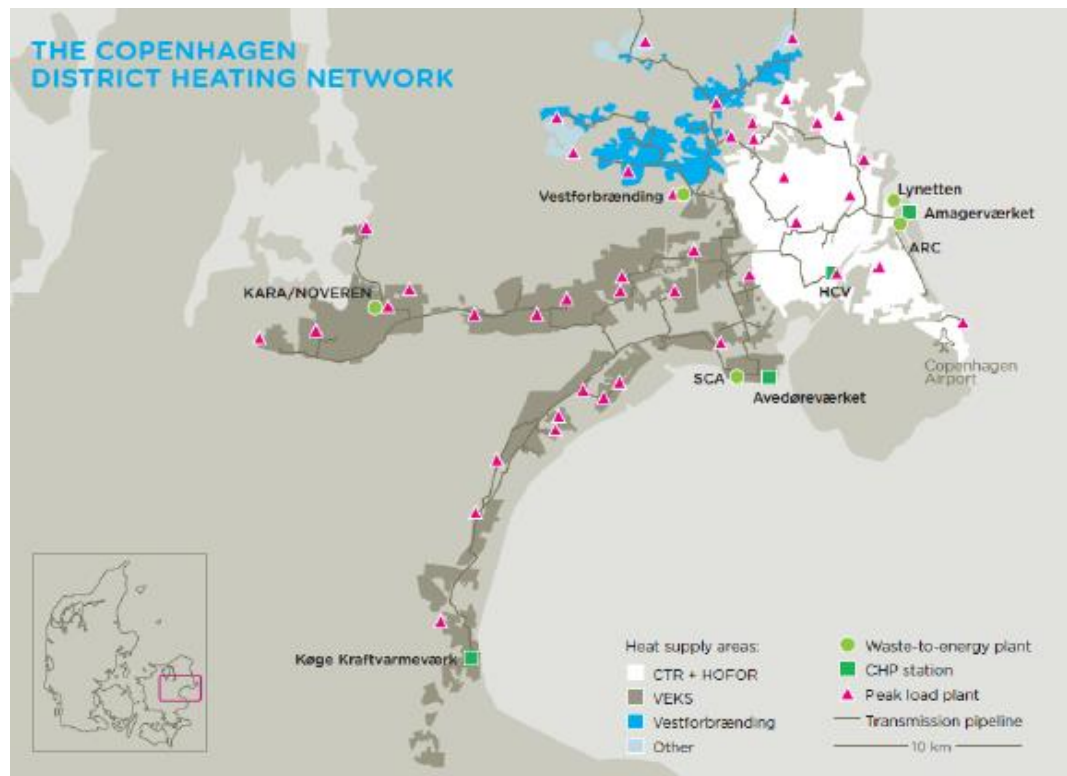 THE COPENHAGEN
DISTRICT HEATING NETWORK
Vestforbrænding
Lynetten
Amagerværket
ARC
KARA/NOVEREN
HCV
Copenhagen
Airport
SCA
Avedøreværket
Køge Kraftvarmeværk
Heat supply areas:
CTR + HOFOR
VEKS
Vestforbrænding
Other
Waste-to-energy plant
CHP station
Peak load plant
Transmission pipeline
10 km